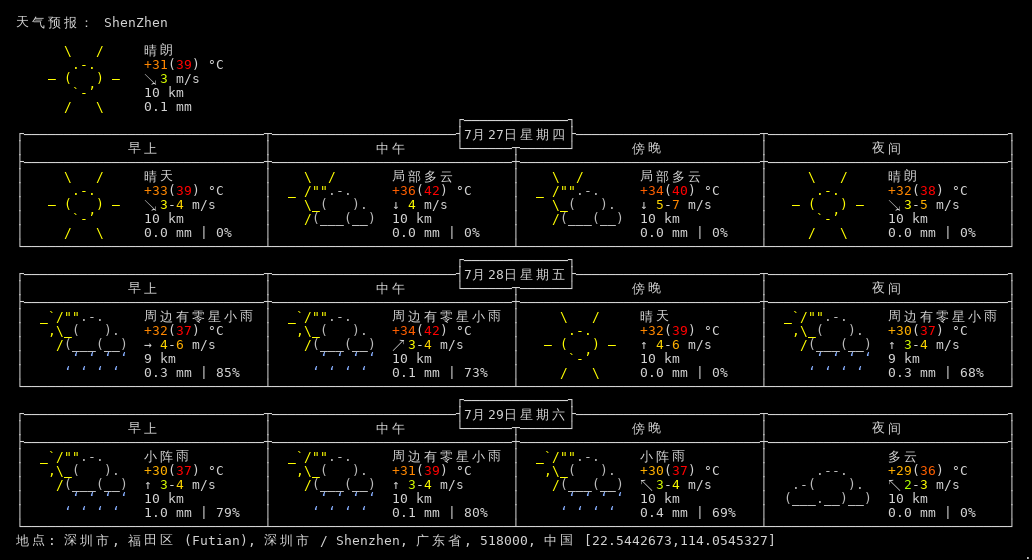 天气预报： ShenZhen
晴朗
+31(39) °C
↘ 3 m/s
10 km
0.1 mm
7月27日星期四
早上 中午 傍晚 夜间
晴天 局部多云 局部多云 晴朗
+33(39) °C +36(42) °C +34(40) °C +32(38) °C
↘ 3-4 m/s ↓ 4 m/s ↓ 5-7 m/s ↘ 3-5 m/s
10 km 10 km 10 km 10 km
0.0 mm | 0% 0.0 mm | 0% 0.0 mm | 0% 0.0 mm | 0%
7月28日星期五
早上 中午 傍晚 夜间
周边有零星小雨 周边有零星小雨 晴天 周边有零星小雨
+32(37) °C +34(42) °C +32(39) °C +30(37) °C
→ 4-6 m/s ↗ 3-4 m/s ↑ 4-6 m/s ↑ 3-4 m/s
9 km 10 km 10 km 9 km
0.3 mm | 85% 0.1 mm | 73% 0.0 mm | 0% 0.3 mm | 68%
7月29日星期六
早上 中午 傍晚 夜间
小阵雨 周边有零星小雨 小阵雨 多云
+30(37) °C +31(39) °C +30(37) °C +29(36) °C
↑ 3-4 m/s ↑ 3-4 m/s ↖ 3-4 m/s ↖ 2-3 m/s
10 km 10 km 10 km 10 km
1.0 mm | 79% 0.1 mm | 80% 0.4 mm | 69% 0.0 mm | 0%
地点: 深圳市, 福田区 (Futian), 深圳市 / Shenzhen, 广东省, 518000, 中国 [22.5442673,114.0545327]